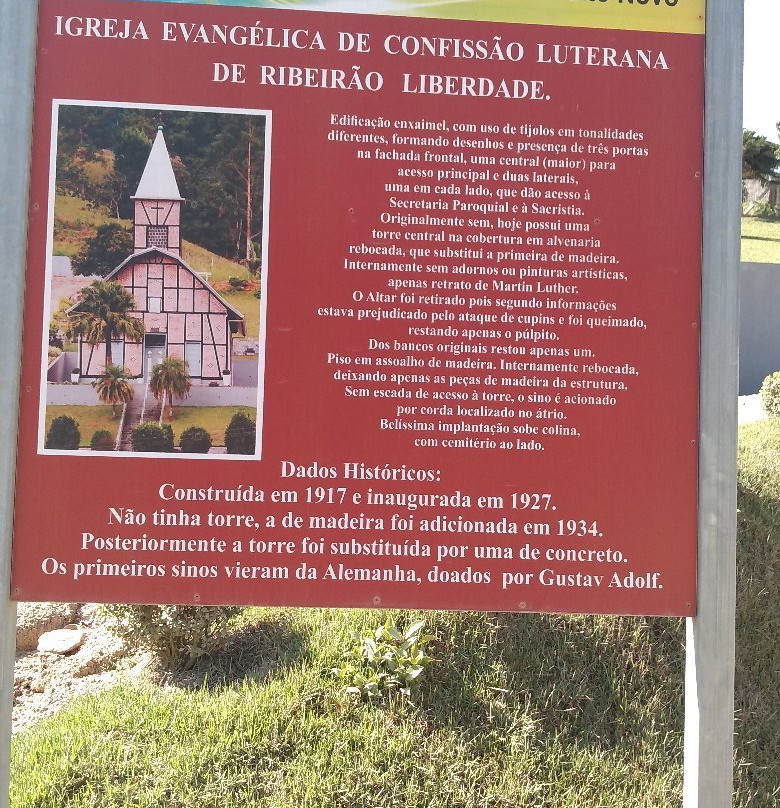 NOVO
IGREJA EVANGÉLICA DE CONFISSÃO LUTERANA
DE RIBEIRÃO LIBERDADE.
Edificação enxaimel, com uso de tijolos em tonalidades
diferentes, formando desenhos e presença de três portas
na fachada frontal, uma central (maior) para
acesso principal e duas laterais,
uma em cada lado, que dão acesso à
Secretaria Paroquial e à Sacristia.
Originalmente sem, hoje possui uma
torre central na cobertura em alvenaria
rebocada, que substitui a primeira de madeira.
Internamente sem adornos ou pinturas artísticas,
apenas retrato de Martin Luther.
O Altar foi retirado pois segundo informações
estava prejudicado pelo ataque de cupins e foi queimado,
restando apenas o púlpito.
Dos bancos originais restou apenas um.
Piso em assoalho de madeira. Internamente rebocada,
deixando apenas as peças de madeira da estrutura.
Sem escada de acesso à torre, o sino é acionado
por corda localizado no átrio.
Belíssima implantação sobe colina,
com cemitério ao lado.
Dados Históricos:
Construída em 1917 e inaugurada em 1927.
Não tinha torre, a de madeira foi adicionada em 1934.
Posteriormente a torre foi substituída por uma de concreto.
Os primeiros sinos vieram da Alemanha, doados por Gustav Adolf.